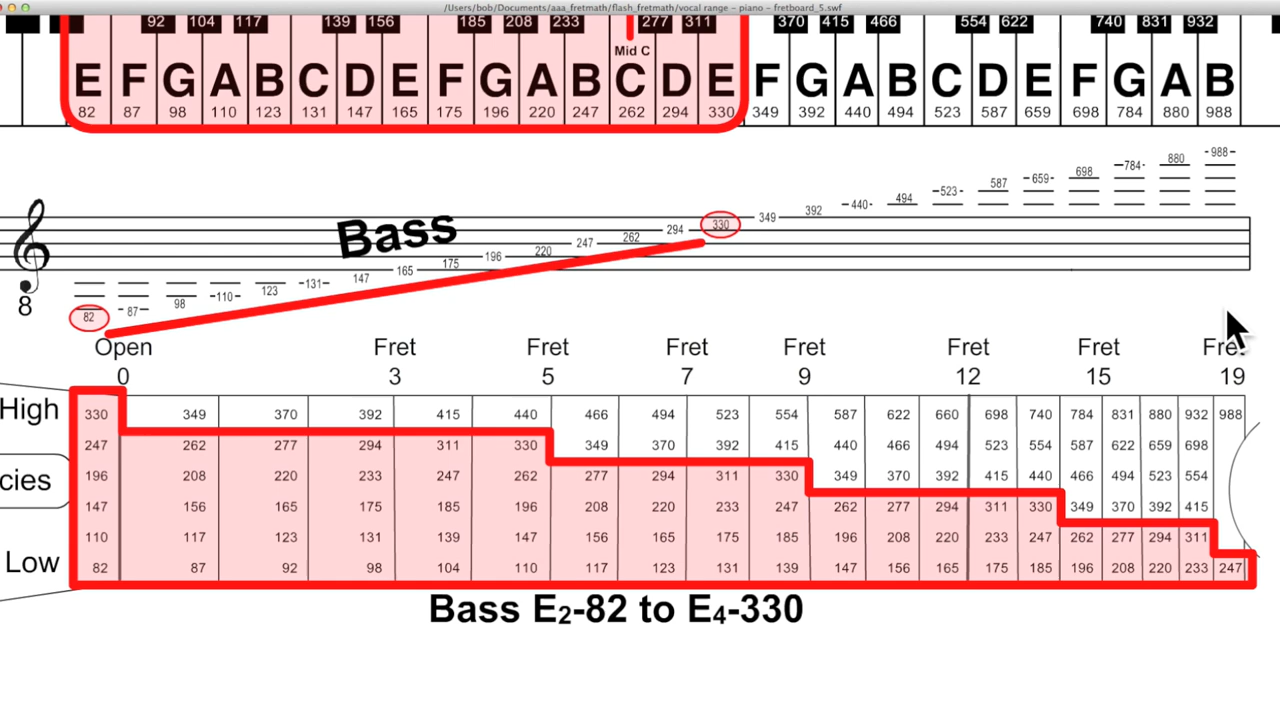 /Users/bob/Documents/aaa_fretmath/flash_fretmath/vocal range – piano – fretboard_5.swf
92 104 117 139 156 185 208 233 277 311 370 415 466 554 622 740 831 932
Mid C
E F G A B C D E F G A B C D E F G A B C D E F G A B
82 87 98 110 123 131 147 165 175 196 220 247 262 294 330 349 392 440 494 523 587 659 698 784 880 988
Bass
8
82 87 98 110 123 131 147 165 175 196 220 247 262 294 330 349 392 440 494 523 587 659 698 784 880 988
Open Fret Fret Fret Fret Fret Fret Fre
0 3 5 7 9 12 15 19
High 330 349 370 392 415 440 466 494 523 554 587 622 660 698 740 784 831 880 932 988
247 262 277 294 311 330 349 370 392 415 440 466 494 523 554 587 622 659 698
cies 196 208 220 233 247 262 277 294 311 330 349 370 392 415 440 466 494 523 554
147 156 165 175 185 196 208 220 233 247 262 277 294 311 330 349 370 392 415
110 117 123 131 139 147 156 165 175 185 196 208 220 233 247 262 277 294 311
Low 82 87 92 98 104 110 117 123 131 139 147 156 165 175 185 196 208 220 233 247
Bass E2-82 to E4-330